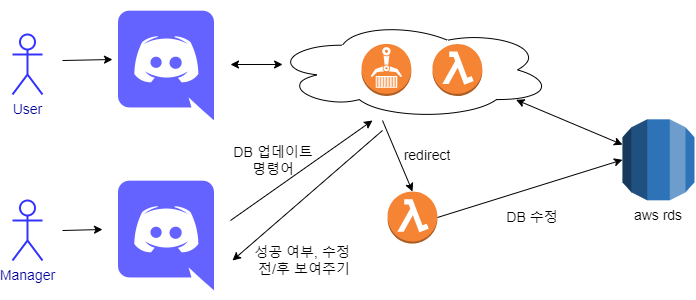 User
DB 업데이트
명령어
redirect
aws rds
DB 수정
성공 여부, 수정
전/후 보여주기
Manager